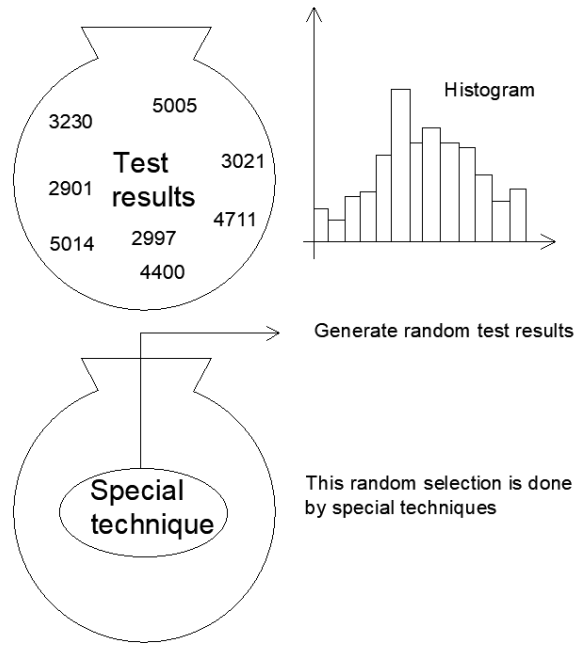 3230
5005
Test
results
3021
2901
4711
5014
2997
4400
Histogram
Generate random test results
Special
technique
This random selection is done
by special techniques